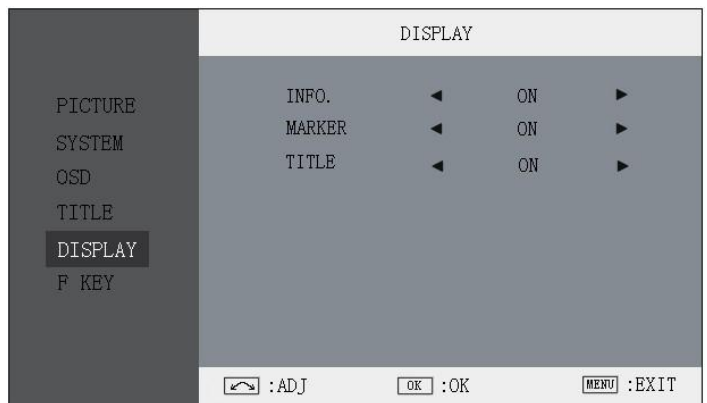 DISPLAY
PICTURE
SYSTEM
OSD
TITLE
DISPLAY
F KEY
INFO. ◀ ON ▶
MARKER ◀ ON ▶
TITLE ◀ ON ▶
:ADJ OK :OK MENU :EXIT